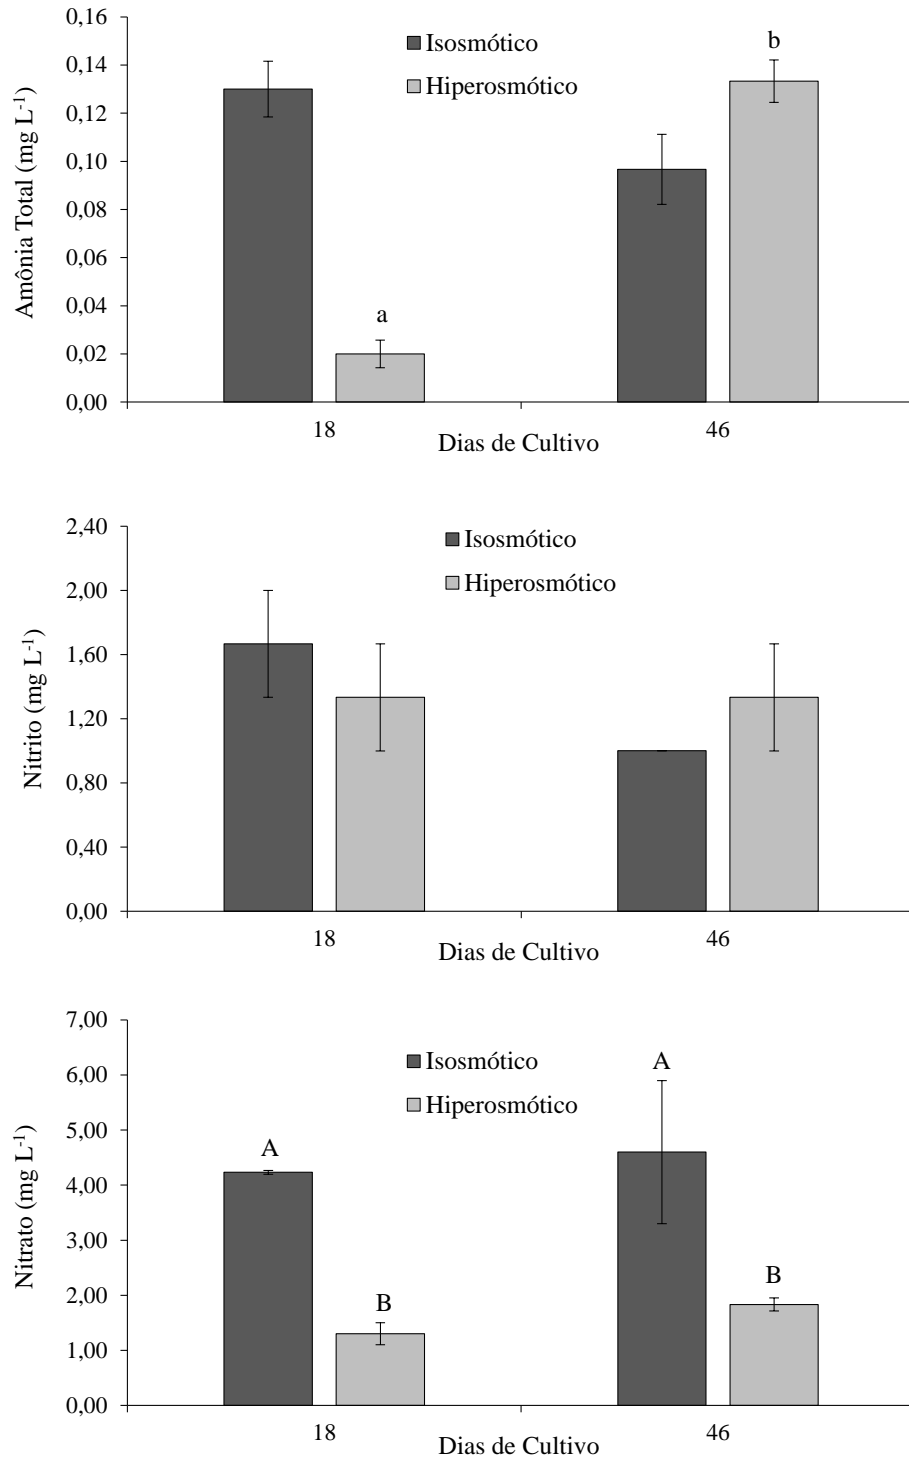 0,16
0,14
0,12
0,10
0,08
0,06
0,04
0,02
0,00
Amônia Total (mg L-1)
Isosmótico
Hiperosmótico
a
b
18
46
Dias de Cultivo
2,40
2,00
1,60
1,20
0,80
0,40
0,00
Nitrito (mg L-1)
Isosmótico
Hiperosmótico
18
46
Dias de Cultivo
7,00
6,00
5,00
4,00
3,00
2,00
1,00
0,00
Nitrato (mg L-1)
Isosmótico
Hiperosmótico
A
B
A
B
18
46
Dias de Cultivo